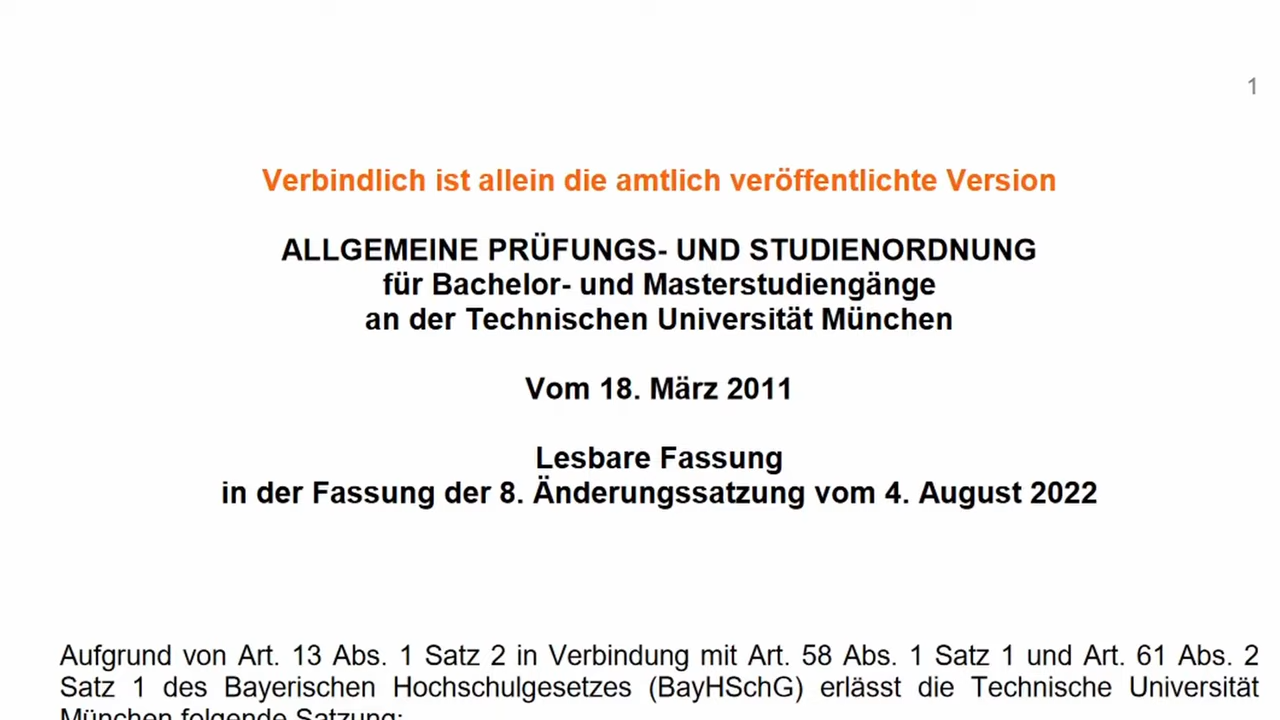 1
Verbindlich ist allein die amtlich veröffentlichte Version
ALLGEMEINE PRÜFUNGS- UND STUDIENORDNUNG
für Bachelor- und Masterstudiengänge
an der Technischen Universität München
Vom 18. März 2011
Lesbare Fassung
in der Fassung der 8. Änderungssatzung vom 4. August 2022
Aufgrund von Art. 13 Abs. 1 Satz 2 in Verbindung mit Art. 58 Abs. 1 Satz 1 und Art. 61 Abs. 2
Satz 1 des Bayerischen Hochschulgesetzes (BayHSchG) erlässt die Technische Universität
München folgende Satzung: